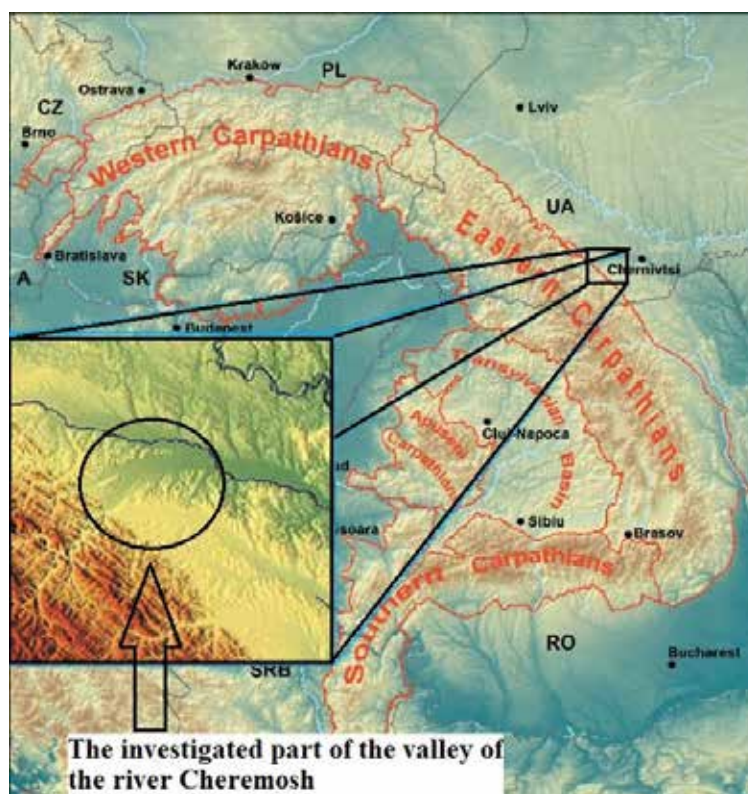 Krakow
PL
Ostrava
CZ
Lviv
Brno
Western Carpathians
UA
Košice
Eastern Carpathians
Bratislava
Chernivtsi
A
SK
Budapest
Transylvanian Basin
Apuseni
Carpathian
Cluj-Napoca
Sibiu
Brasov
Southern Carpathians
RO
Bucharest
SRB
The investigated part of the valley of
the river Cheremosh